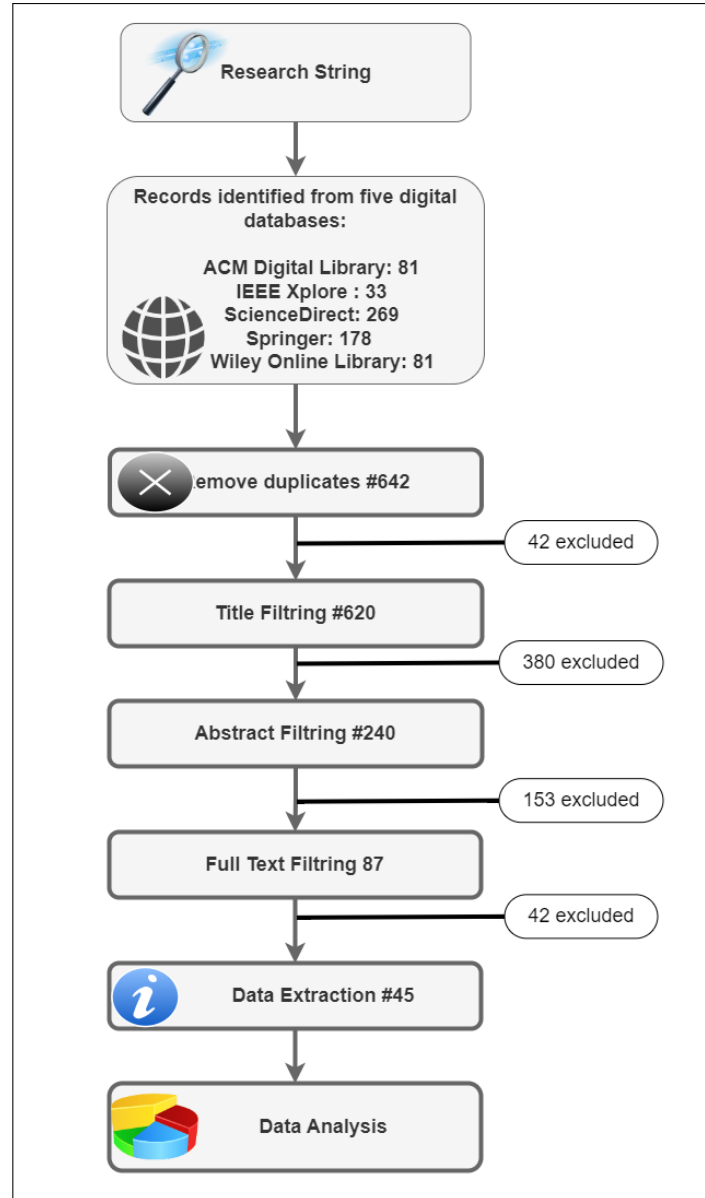 Research String
Records identified from five digital
databases:
ACM Digital Library: 81
IEEE Xplore : 33
ScienceDirect: 269
Springer: 178
Wiley Online Library: 81
emove duplicates #642
42 excluded
Title Filtring #620
380 excluded
Abstract Filtring #240
153 excluded
Full Text Filtring 87
42 excluded
Data Extraction #45
Data Analysis